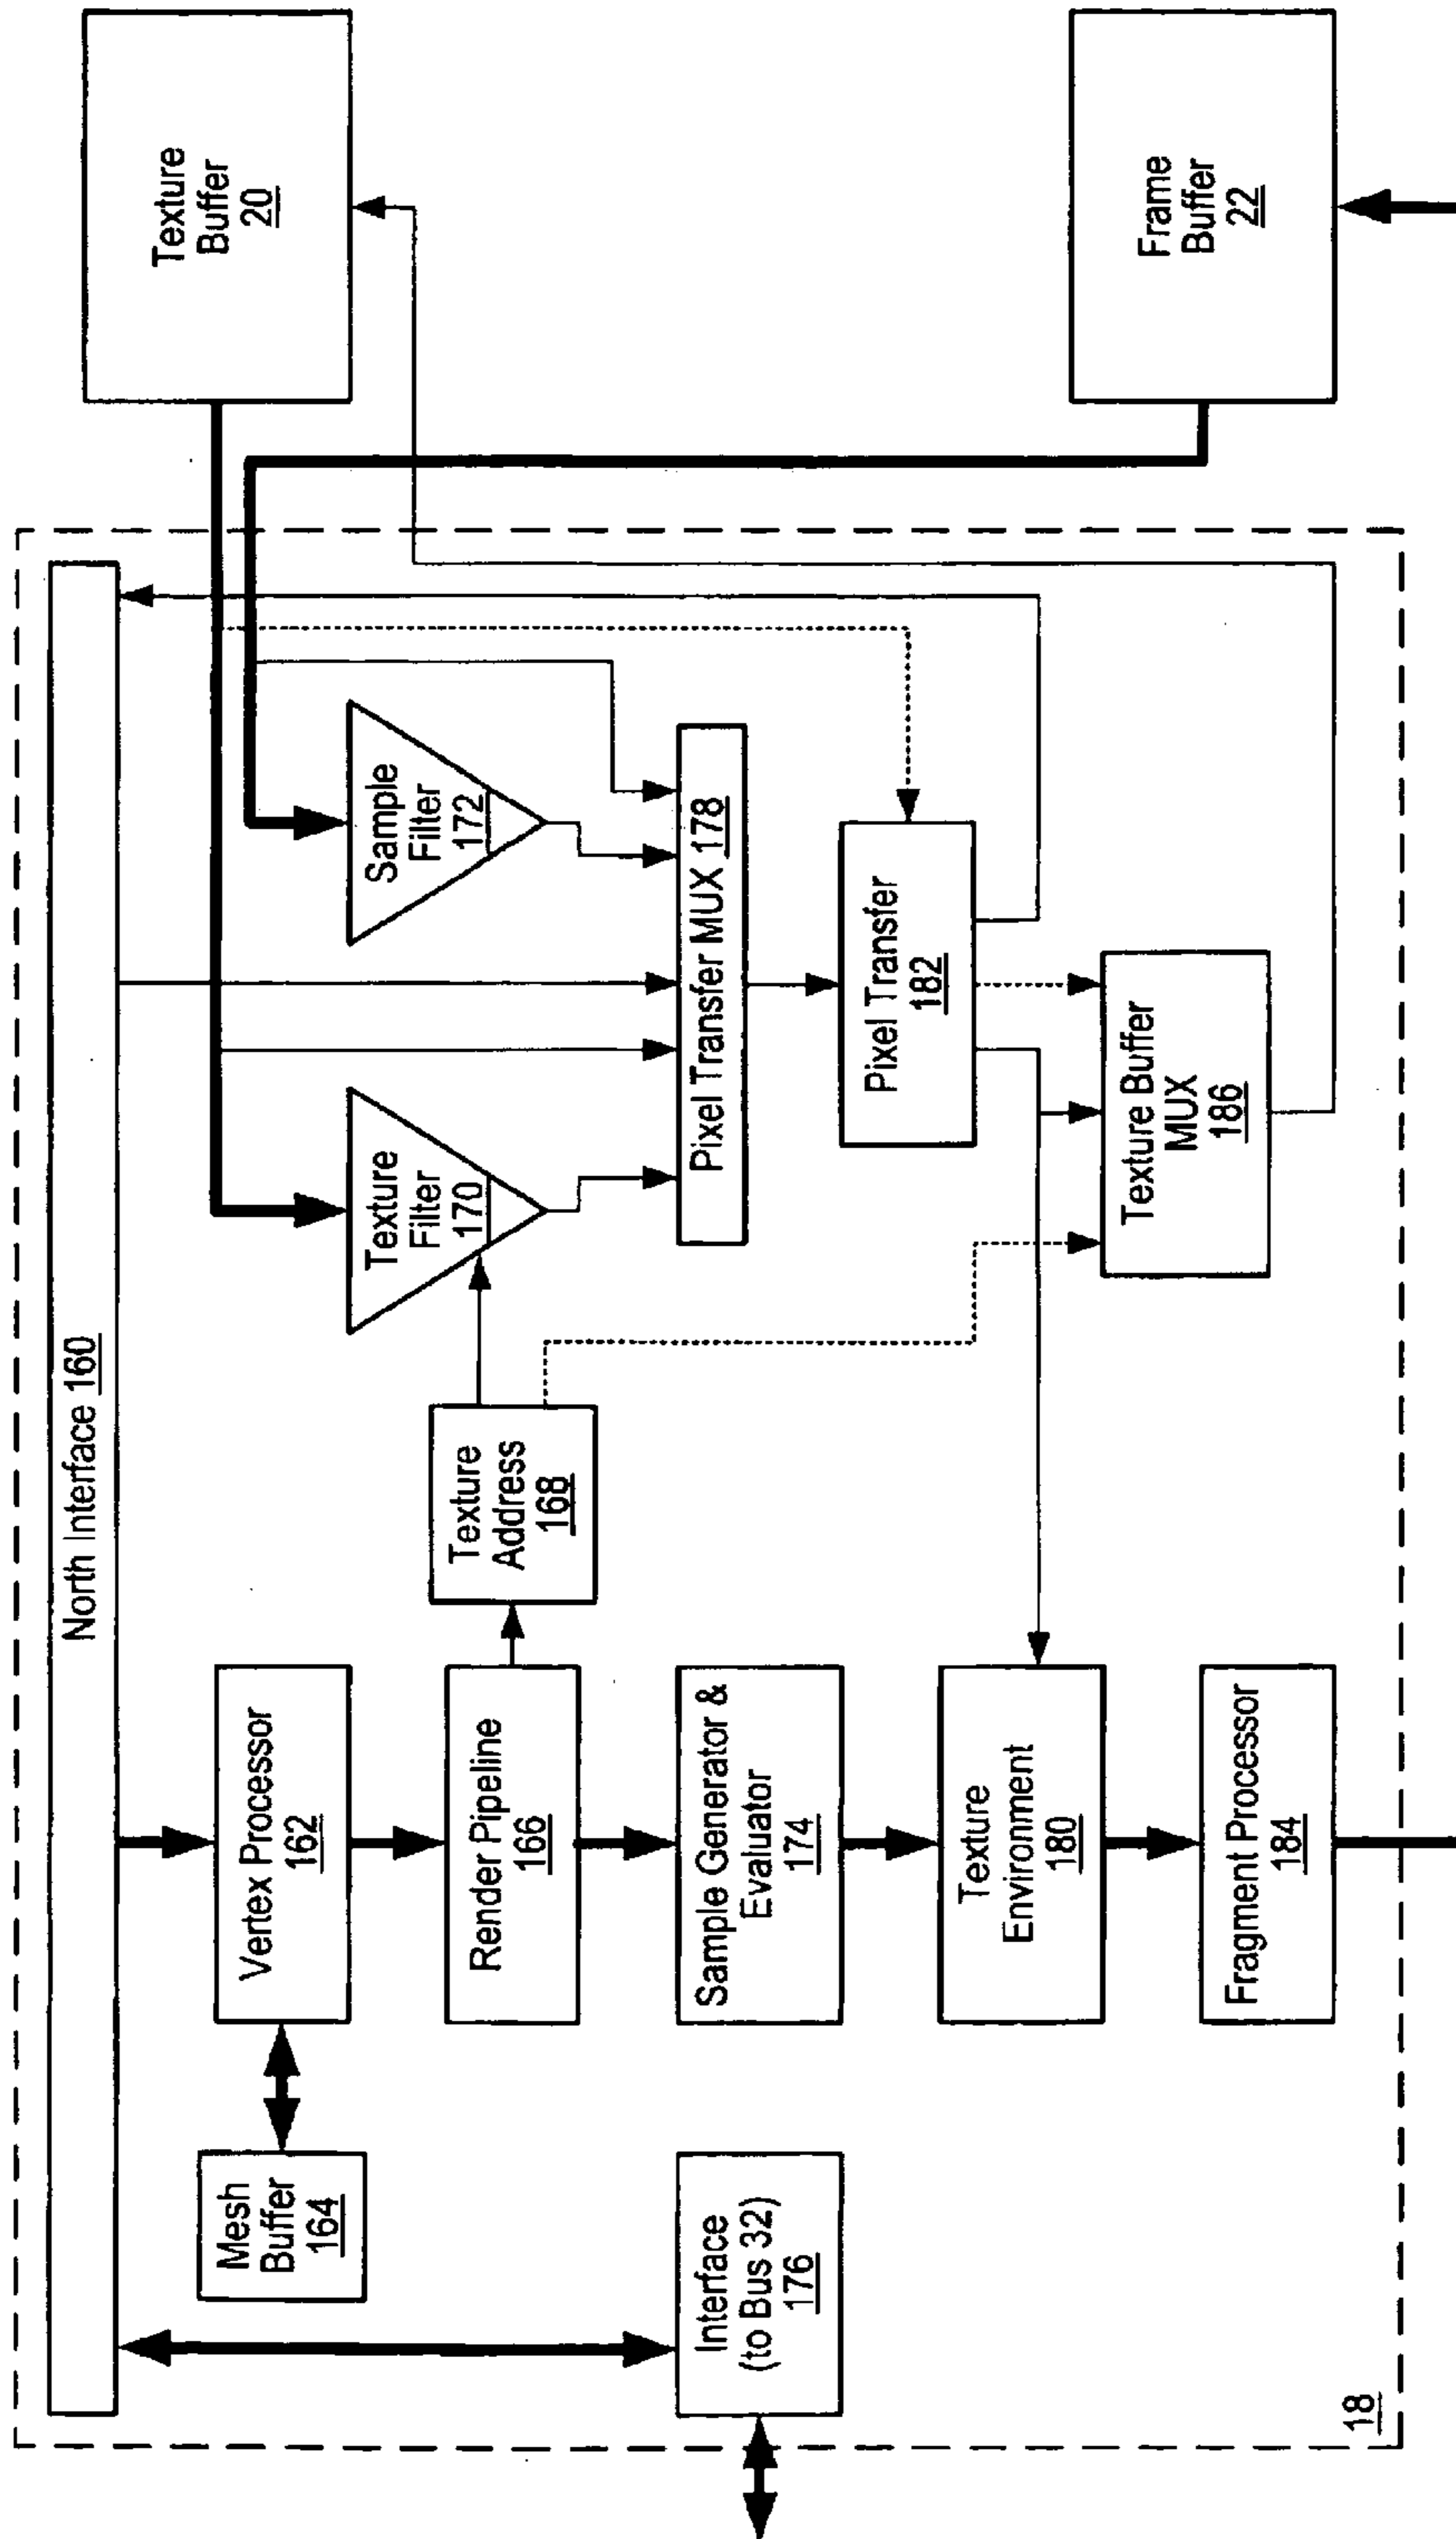 North Interface 160
Mesh
Buffer
164
Vertex Processor
162
Texture
Buffer
20
Render Pipeline
166
Texture
Address
168
Texture
Filter
170
Sample
Filter
172
Interface
(to Bus 32)
176
Sample Generator &
Evaluator
174
Pixel Transfer MUX 178
Texture
Environment
180
Pixel Transfer
182
Fragment Processor
184
Texture Buffer
MUX
186
Frame
Buffer
22
18